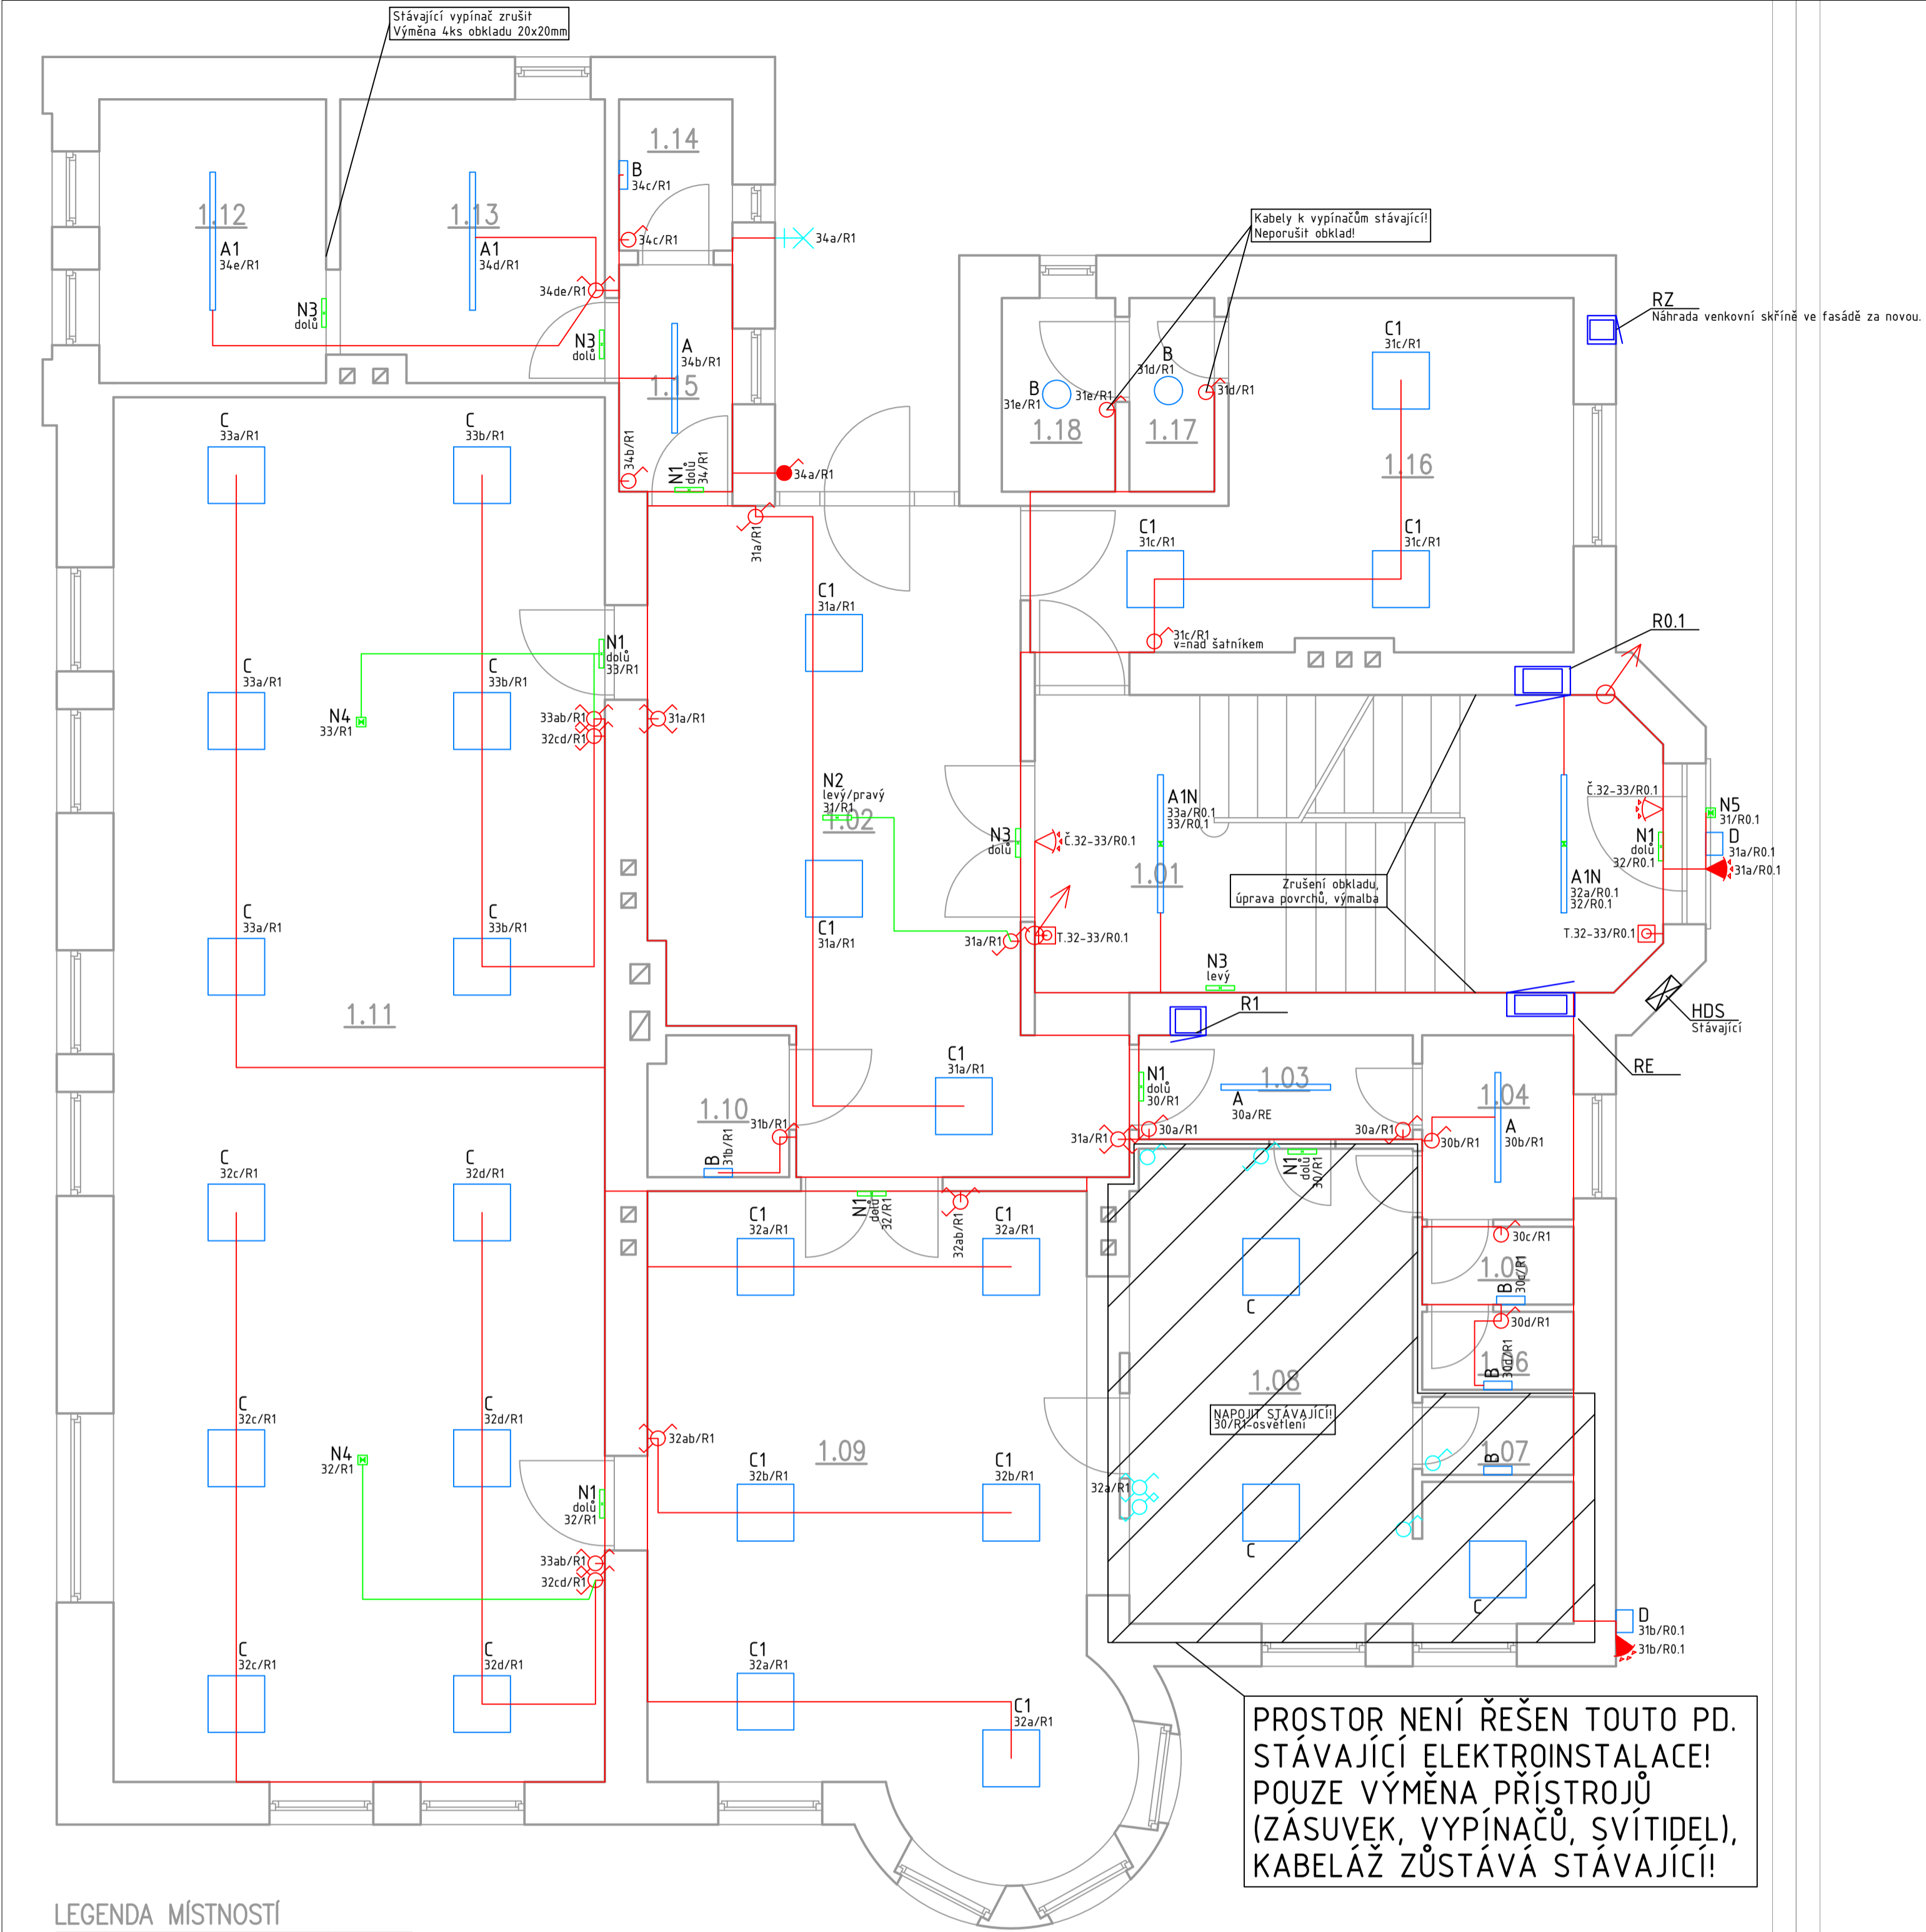 Stávající vypínač zrušit
Výměna 4ks obkladu 20x20mm
1.14
B
34c/R1
34c/R1
34a/R1
1.12
A1
34e/R1
1.13
A1
34d/R1
34de/R1
N3
dolů
N3
dolů
A
34b/R1
1.15
34b/R1
N1
dolů
34/R1
34a/R1
31a/R1
Kabely k vypínačům stávající!
Neporušit obklad!
RZ
Náhrada venkovní skříně ve fasádě za novou.
B
31e/R1
31e/R1
1.18
B
31d/R1
31d/R1
1.17
C1
31c/R1
1.16
C1
31c/R1
C1
31c/R1
31c/R1
v=nad šatníkem
R0.1
C
33a/R1
C
33b/R1
C
33a/R1
C
33b/R1
N1
dolů
33/R1
N4
33/R1
33ab/R1
32cd/R1
31a/R1
C
33a/R1
C
33b/R1
1.11
C1
31a/R1
N2
levý/pravý
31/R1
1.02
C1
31a/R1
31a/R1
N3
dolů
Č.32-33/R0.1
T.32-33/R0.1
A1N
33a/R0.1
33/R0.1
1.01
Zrušení obkladu,
úprava povrchů, výmalba
N3
levý
Č.32-33/R0.1
N1
dolů
32/R0.1
A1N
32a/R0.1
32/R0.1
T.32-33/R0.1
N5
31/R0.1
D
31a/R0.1
31a/R0.1
HDS
Stávající
R1
RE
C1
31a/R1
1.10
31b/R1
B
31b/R1
31a/R1
N1
dolů
30/R1
30a/R1
1.03
A
30a/RE
30a/R1
1.04
A
30b/R1
30b/R1
N1
dolů
30/R1
30c/R1
1.05
B
30c/R1
30d/R1
1.06
B
30d/R1
1.07
B
C
32c/R1
C
32d/R1
C
32c/R1
C
32d/R1
N4
32/R1
N1
dolů
32/R1
33ab/R1
32cd/R1
C
32c/R1
C
32d/R1
N1
dolů
32/R1
32ab/R1
C1
32a/R1
C1
32a/R1
32ab/R1
1.09
C1
32b/R1
C1
32b/R1
C1
32a/R1
C1
32a/R1
C
1.08
NAPOJIT STÁVAJÍCÍ!
30/R1-osvětlení
32a/R1
C
C
D
31b/R0.1
31b/R0.1
PROSTOR NENÍ ŘEŠEN TOUTO PD.
STÁVAJÍCÍ ELEKTROINSTALACE!
POUZE VÝMĚNA PŘÍSTROJŮ
(ZÁSUVEK, VYPÍNAČŮ, SVÍTIDEL),
KABELÁŽ ZŮSTÁVÁ STÁVAJÍCÍ!
LEGENDA MÍSTNOSTÍ